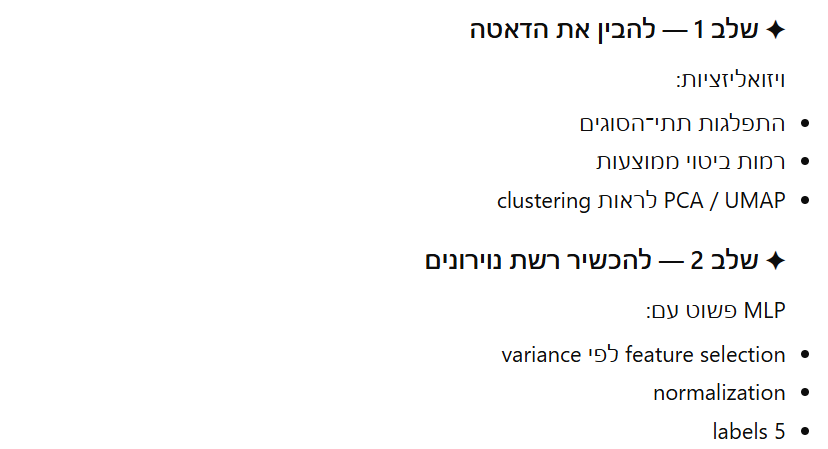 ✦ שלב 1 — להבין את הדאטה
ויזואליזציות:
• התפלגות תתי־הסוגים
• רמות ביטוי ממוצעות
• PCA / UMAP לראות clustering
✦ שלב 2 — להכשיר רשת נוירונים
MLP פשוט עם:
• feature selection לפי variance
• normalization
• 5 labels